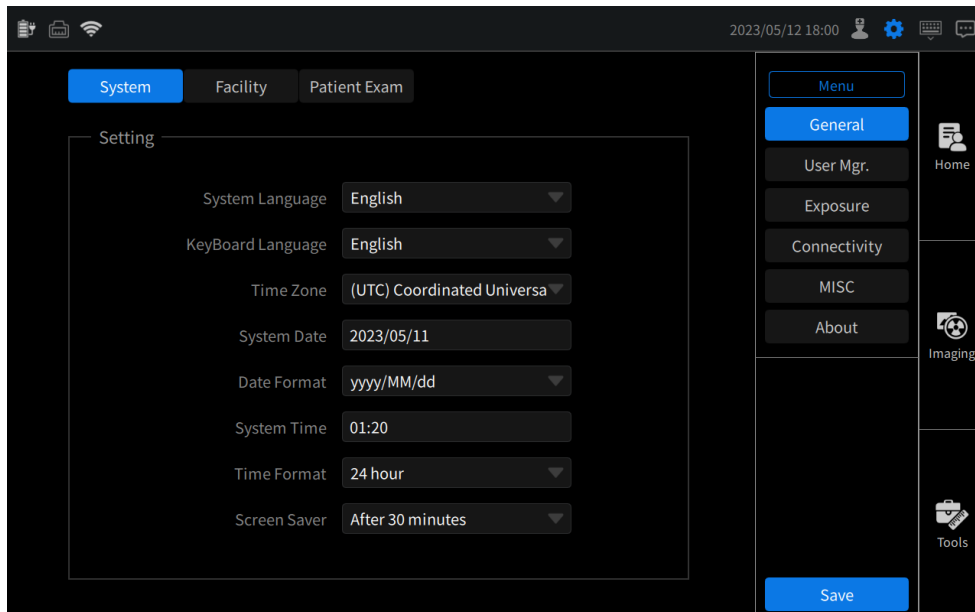 2023/05/12 18:00
System Facility Patient Exam
Setting
System Language English
KeyBoard Language English
Time Zone (UTC) Coordinated Universa
System Date 2023/05/11
Date Format yyyy/MM/dd
System Time 01:20
Time Format 24 hour
Screen Saver After 30 minutes
Menu
General
User Mgr.
Exposure
Connectivity
MISC
About
Save
Home
Imaging
Tools